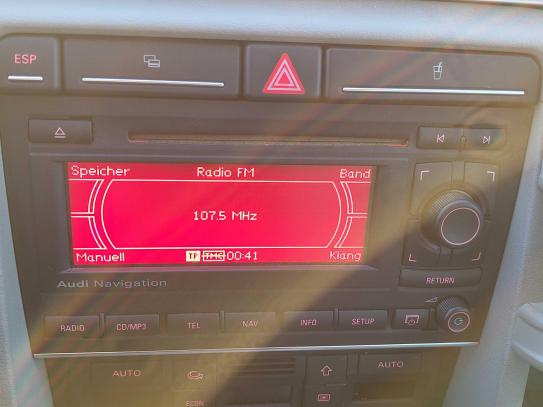 ESP
Speicher Radio FM Band
107.5 MHz
Manuell TP TMC 00:41 Klang
Audi Navigation
RETURN
RADIO CD/MP3 TEL NAV INFO SETUP
AUTO AUTO
ECON